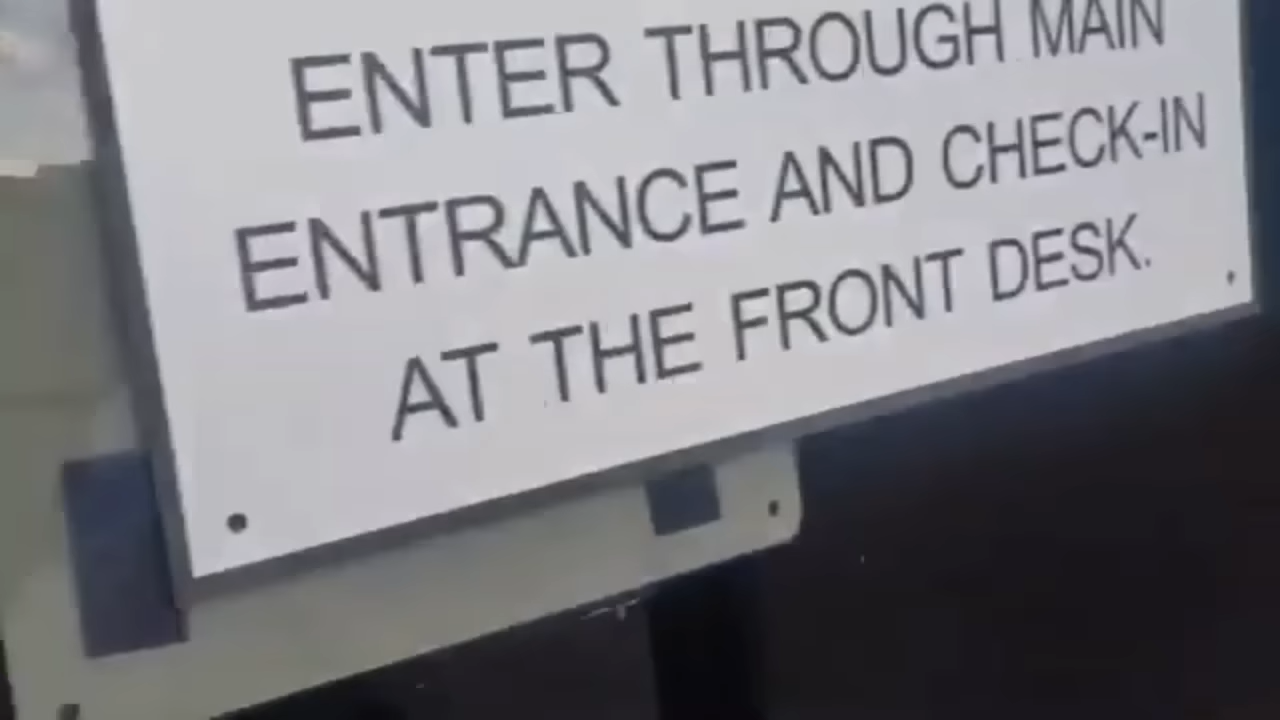 ENTER THROUGH MAIN
ENTRANCE AND CHECK-IN
AT THE FRONT DESK.